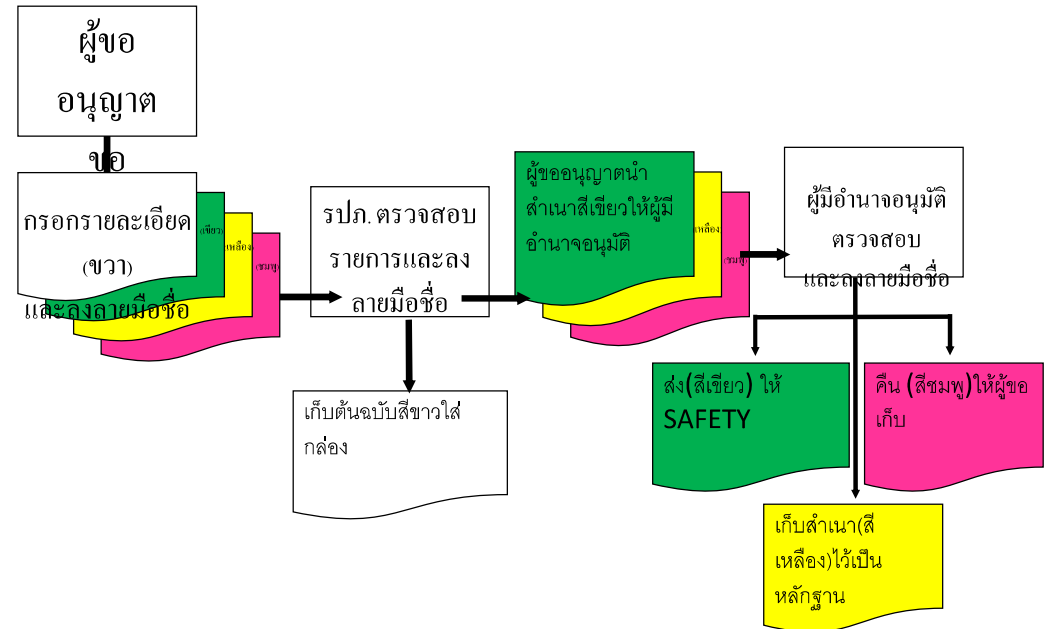 ผู้ขอ
อนุญาต
ขอ
กรอกรายละเอียด
(ขวา)
และลงลายมือชื่อ
(เขียว)
(เหลือง)
(ชมพู)
รปภ. ตรวจสอบ
รายการและลง
ลายมือชื่อ
เก็บต้นฉบับสีขาวใส่
กล่อง
ผู้ขออนุญาตนำ
สำเนาสีเขียวให้ผู้มี
อำนาจอนุมัติ
(เหลือง)
(ชมพู)
ผู้มีอำนาจอนุมัติ
ตรวจสอบ
และลงลายมือชื่อ
ส่ง(สีเขียว) ให้
SAFETY
คืน (สีชมพู)ให้ผู้ขอ
เก็บ
เก็บสำเนา(สี
เหลือง)ไว้เป็น
หลักฐาน